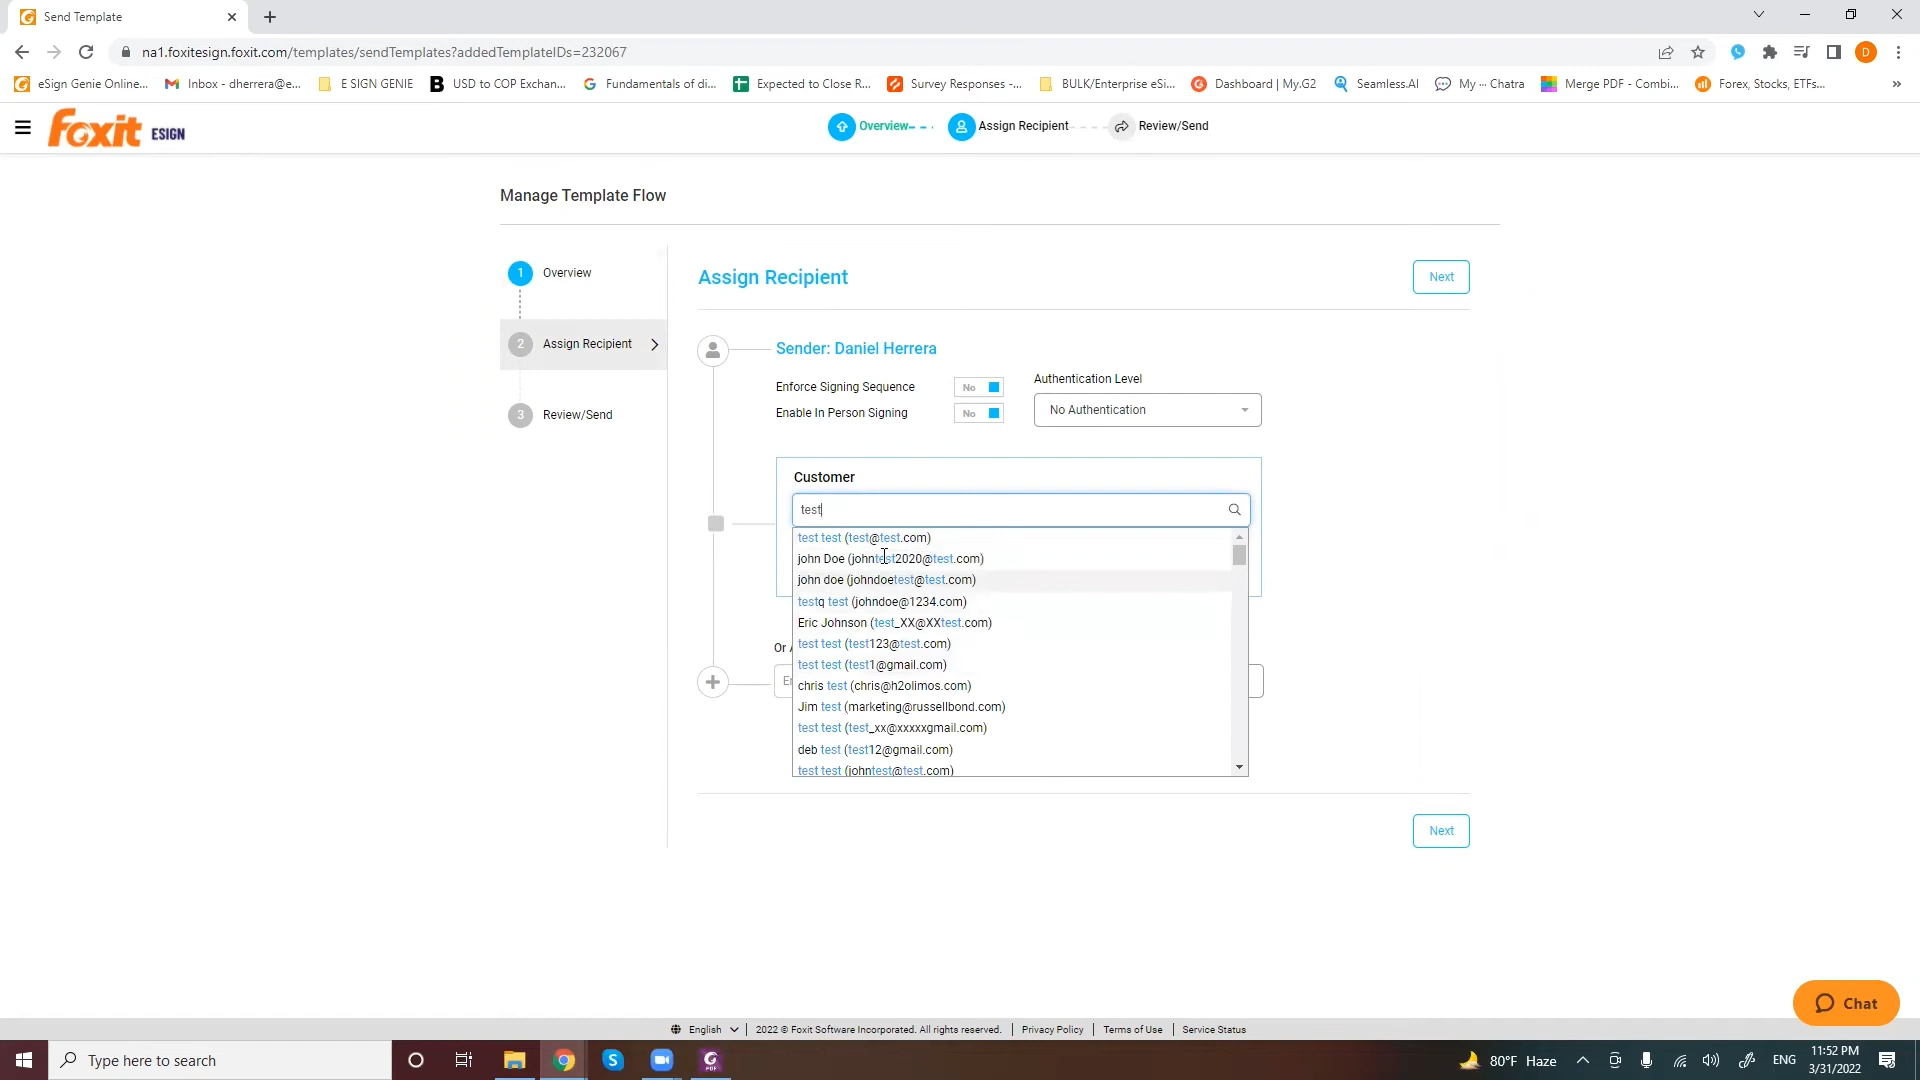 Send Template
na1.foxitesign.foxit.com/templates/sendTemplates?addedTemplateIDs=232067
D
eSign Genie Online... Inbox - dherrera@e... E SIGN GENIE USD to COP Exchan... Fundamentals of di... Expected to Close R... Survey Responses -... BULK/Enterprise eSi... Dashboard | My.G2 Seamless.AI My ··· Chatra Merge PDF - Combi... Forex, Stocks, ETFs... »
Foxit ESIGN
Overview Assign Recipient Review/Send
Manage Template Flow
1 Overview
2 Assign Recipient
3 Review/Send
Assign Recipient
Next
Sender: Daniel Herrera
Enforce Signing Sequence No
Enable In Person Signing No
Authentication Level
No Authentication
Customer
test
test test (test@test.com)
john Doe (johntest2020@test.com)
john doe (johndoetest@test.com)
testq test (johndoe@1234.com)
Eric Johnson (test_XX@XXtest.com)
test test (test123@test.com)
test test (test1@gmail.com)
chris test (chris@h2olimos.com)
Jim test (marketing@russellbond.com)
test test (test_xx@xxxxxgmail.com)
deb test (test12@gmail.com)
test test (johntest@test.com)
Or
Next
Chat
English | 2022 © Foxit Software Incorporated. All rights reserved. | Privacy Policy | Terms of Use | Service Status
Type here to search
PDF
80°F Haze
ENG
11:52 PM
3/31/2022